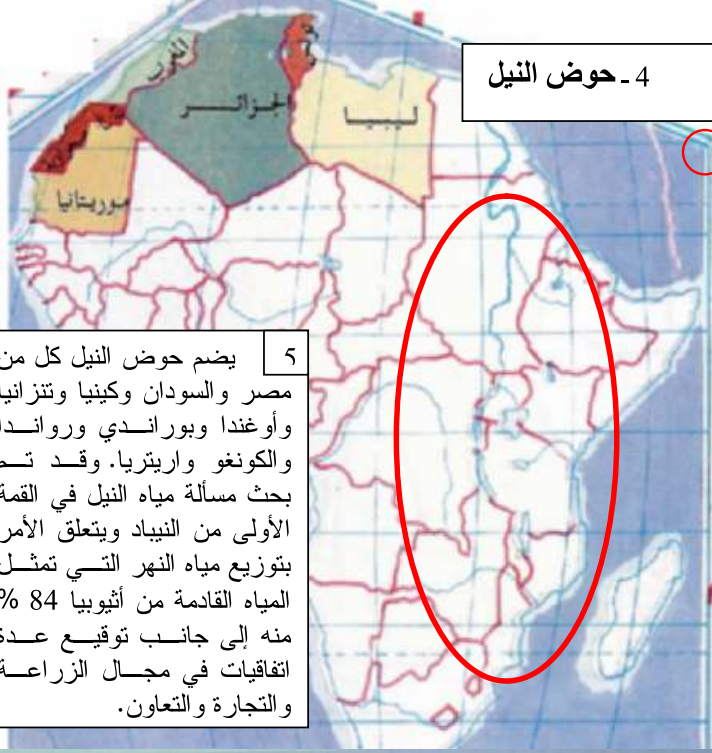 4 ـ حوض النيل
المغرب
الجزائر
تونس
ليبيا
موريتانيا
5 يضم حوض النيل كل من
مصر والسودان وكينيا وتنزانيا
وأوغندا وبوراندي ورواندا
والكونغو واريتريا. وقد تم
بحث مسألة مياه النيل في القمة
الأولى من النيباد ويتعلق الأمر
بتوزيع مياه النهر التي تمثل
المياه القادمة من أثيوبيا 84 %
منه إلى جانب توقيع عدة
اتفاقيات في مجال الزراعة
والتجارة والتعاون.